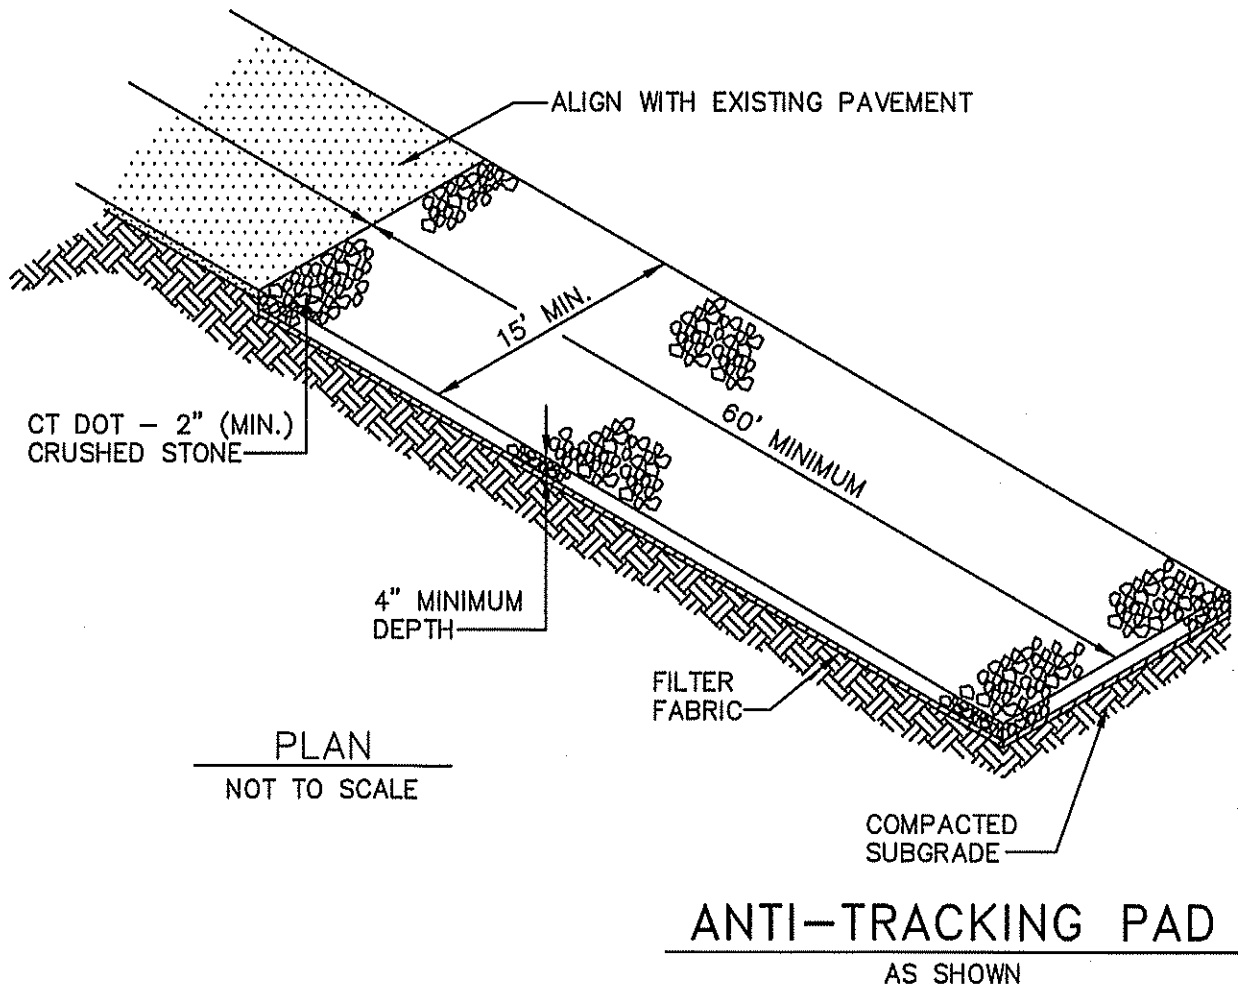 ALIGN WITH EXISTING PAVEMENT
15' MIN.
60' MINIMUM
CT DOT - 2" (MIN.)
CRUSHED STONE
4" MINIMUM
DEPTH
FILTER
FABRIC
PLAN
NOT TO SCALE
COMPACTED
SUBGRADE
ANTI-TRACKING PAD
AS SHOWN